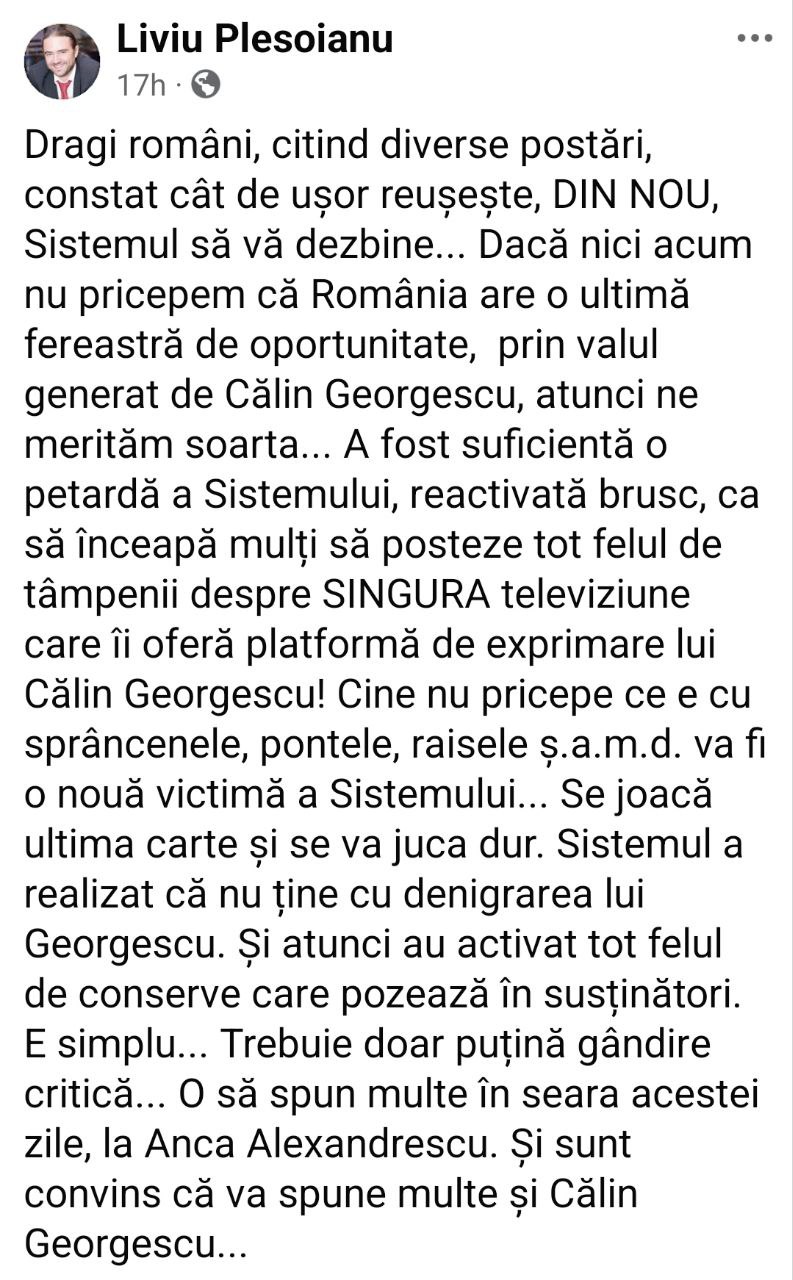 Liviu Plesoianu
17h ·
Dragi români, citind diverse postări,
constat cât de ușor reușește, DIN NOU,
Sistemul să vă dezbine... Dacă nici acum
nu pricepem că România are o ultimă
fereastră de oportunitate,  prin valul
generat de Călin Georgescu, atunci ne
merităm soarta... A fost suficientă o
petardă a Sistemului, reactivată brusc, ca
să înceapă mulți să posteze tot felul de
tâmpenii despre SINGURA televiziune
care îi oferă platformă de exprimare lui
Călin Georgescu! Cine nu pricepe ce e cu
sprâncenele, pontele, raisele ș.a.m.d. va fi
o nouă victimă a Sistemului... Se joacă
ultima carte și se va juca dur. Sistemul a
realizat că nu ține cu denigrarea lui
Georgescu. Și atunci au activat tot felul
de conserve care pozează în susținători.
E simplu... Trebuie doar puțină gândire
critică... O să spun multe în seara acestei
zile, la Anca Alexandrescu. Și sunt
convins că va spune multe și Călin
Georgescu...